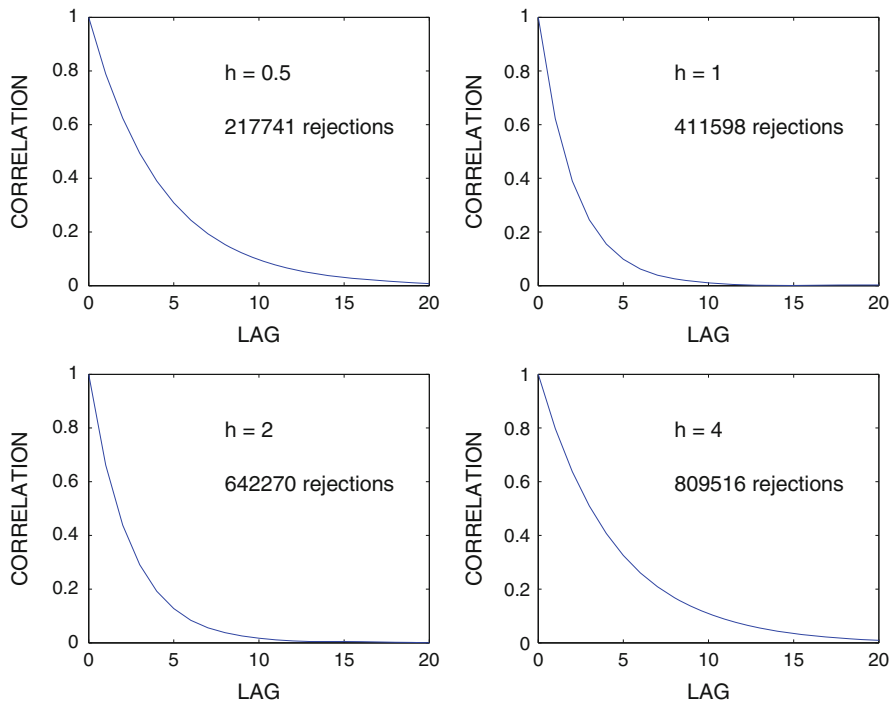 1
0.8
0.6
0.4
0.2
0
CORRELATION
h = 0.5
217741 rejections
0 5 10 15 20
LAG
1
0.8
0.6
0.4
0.2
0
CORRELATION
h = 1
411598 rejections
0 5 10 15 20
LAG
1
0.8
0.6
0.4
0.2
0
CORRELATION
h = 2
642270 rejections
0 5 10 15 20
LAG
1
0.8
0.6
0.4
0.2
0
CORRELATION
h = 4
809516 rejections
0 5 10 15 20
LAG